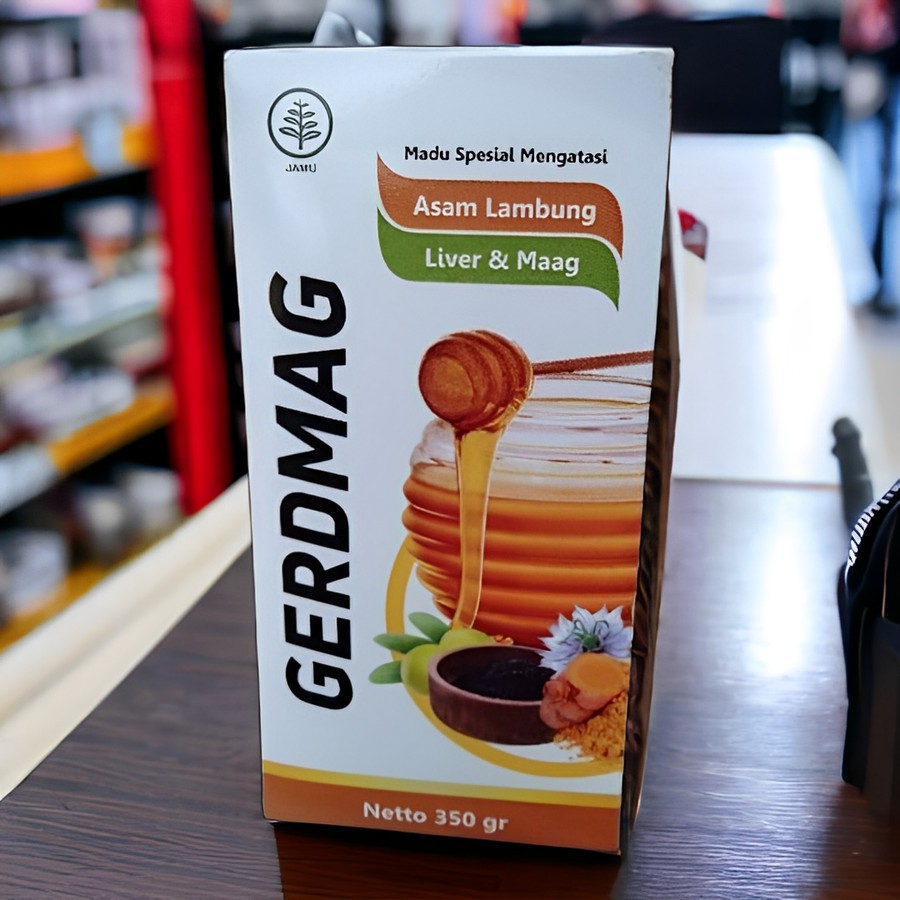 JAMU
Madu Spesial Mengatasi
Asam Lambung
Liver & Maag
GERDMAG
Netto 350 gr